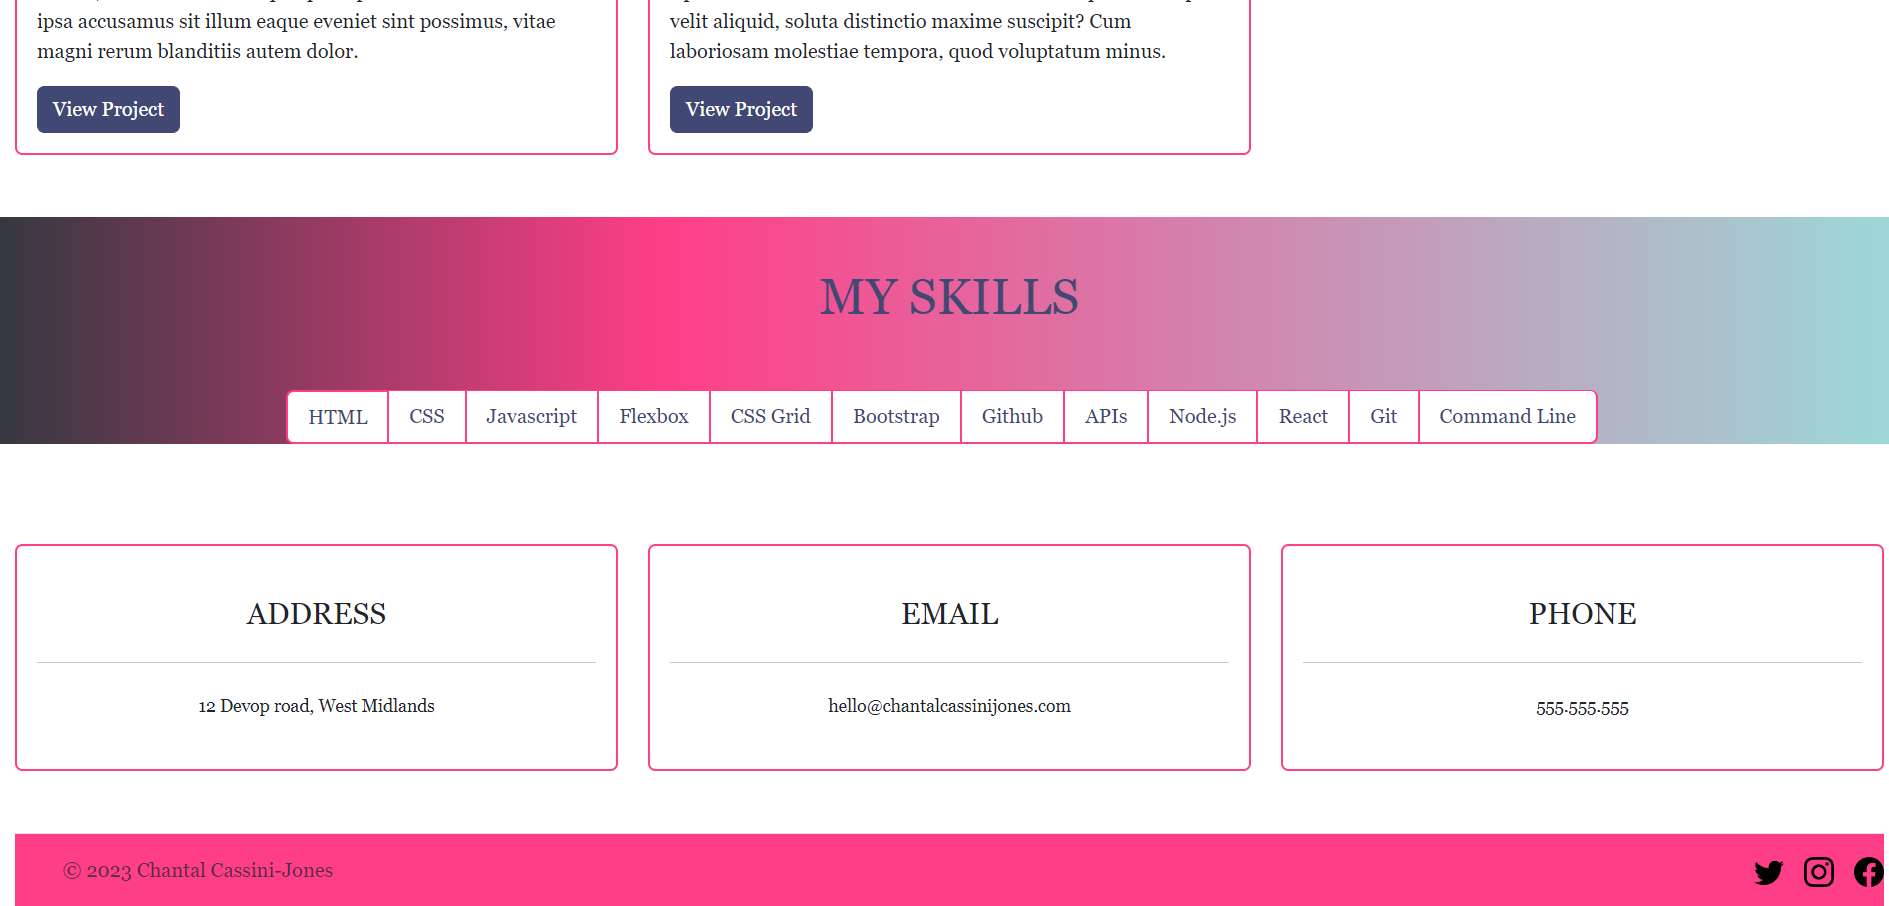 ipsa accusamus sit illum eaque eveniet sint possimus, vitae
magni rerum blanditiis autem dolor.
View Project
velit aliquid, soluta distinctio maxime suscipit? Cum
laboriosam molestiae tempora, quod voluptatum minus.
View Project
MY SKILLS
HTML
CSS
Javascript
Flexbox
CSS Grid
Bootstrap
Github
APIs
Node.js
React
Git
Command Line
ADDRESS
12 Devop road, West Midlands
EMAIL
hello@chantalcassinijones.com
PHONE
555.555.555
© 2023 Chantal Cassini-Jones